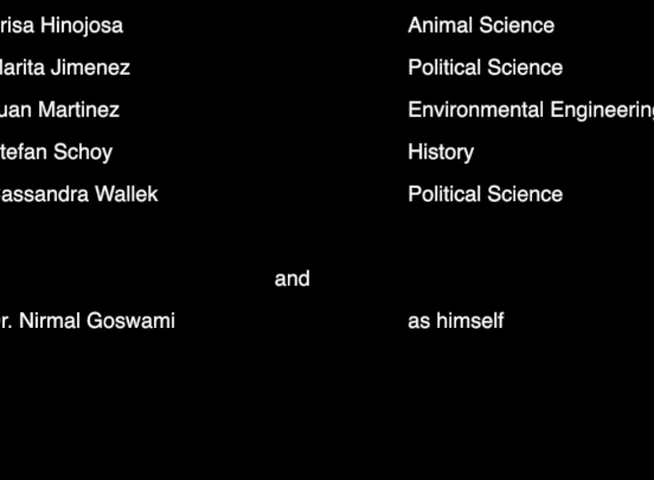 risa Hinojosa Animal Science
arita Jimenez Political Science
uan Martinez Environmental Engineering
tefan Schoy History
assandra Wallek Political Science
and
r. Nirmal Goswami as himself